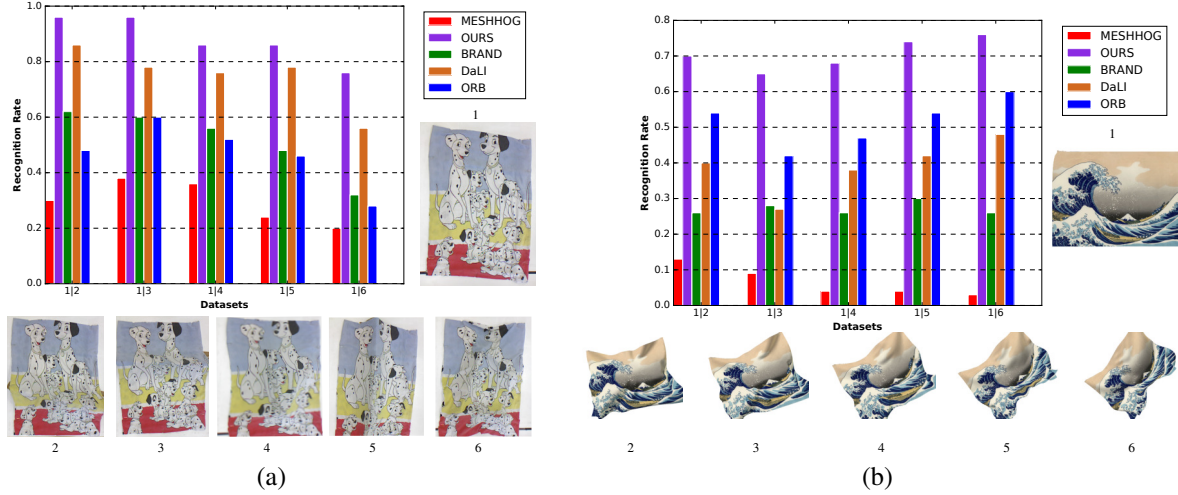 1.0
0.8
0.6
0.4
0.2
0.0
Recognition Rate
1|2
1|3
1|4
1|5
1|6
Datasets
MESHHOG
OURS
BRAND
DaLI
ORB
1
2
3
4
5
6
(a)
0.8
0.7
0.6
0.5
0.4
0.3
0.2
0.1
0.0
Recognition Rate
1|2
1|3
1|4
1|5
1|6
Datasets
MESHHOG
OURS
BRAND
DaLI
ORB
1
2
3
4
5
6
(b)